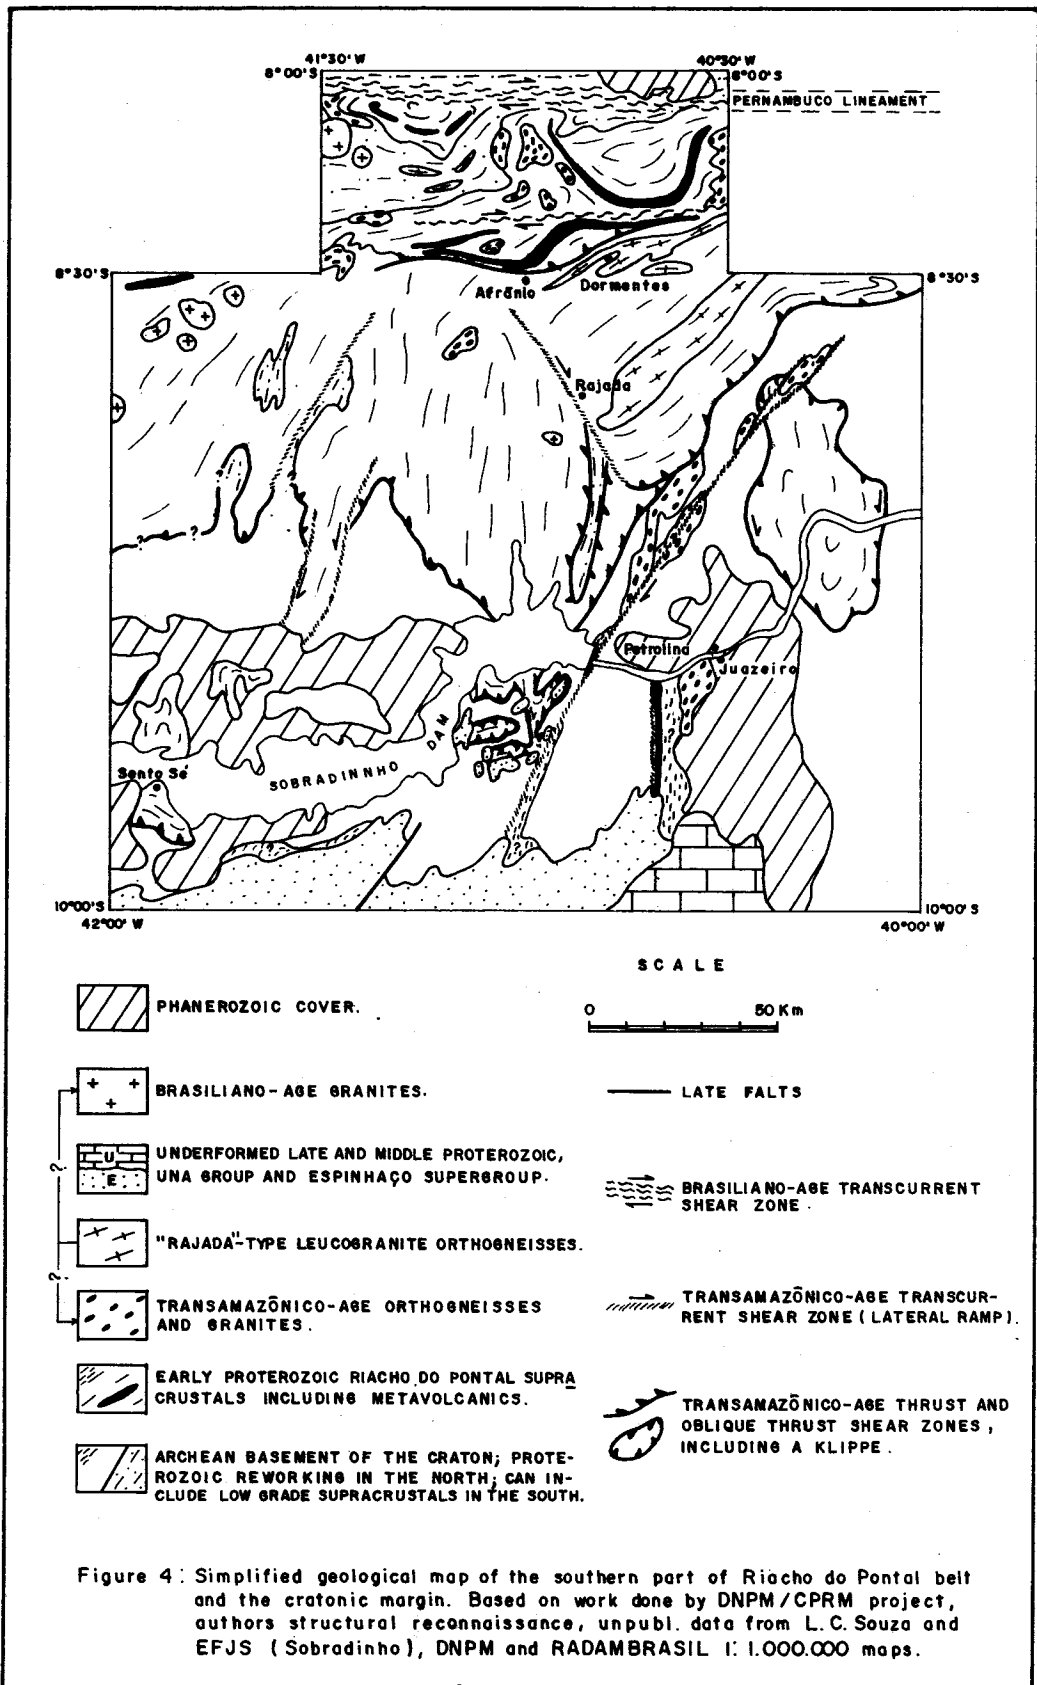 41°30' W
40°30' W
8°00'S
8°00'S
PERNAMBUCO LINEAMENT
8°30'S
8°30'S
Afrânio
Dormentes
Rajada
Petrolina
Juazeiro
DAM
SOBRADINNHO
Sento Sé
10°00'S
10°00'S
42°00' W
40°00' W
SCALE
0 50 Km
PHANEROZOIC COVER.
BRASILIANO-AGE GRANITES.
LATE FALTS
U
E
UNDERFORMED LATE AND MIDDLE PROTEROZOIC,
UNA GROUP AND ESPINHAÇO SUPERGROUP.
BRASILIANO-AGE TRANSCURRENT
SHEAR ZONE.
"RAJADA"-TYPE LEUCOGRANITE ORTHOGNEISSES.
TRANSAMAZÔNICO-AGE ORTHOGNEISSES
AND GRANITES.
TRANSAMAZÔNICO-AGE TRANSCUR-
RENT SHEAR ZONE (LATERAL RAMP).
EARLY PROTEROZOIC RIACHO DO PONTAL SUPRA
CRUSTALS INCLUDING METAVOLCANICS.
TRANSAMAZÔNICO-AGE THRUST AND
OBLIQUE THRUST SHEAR ZONES,
INCLUDING A KLIPPE.
ARCHEAN BASEMENT OF THE CRATON; PROTE-
ROZOIC REWORKING IN THE NORTH; CAN IN-
CLUDE LOW GRADE SUPRACRUSTALS IN THE SOUTH.
?
?
Figure 4: Simplified geological map of the southern part of Riacho do Pontal belt
and the cratonic margin. Based on work done by DNPM/CPRM project,
authors structural reconnaissance, unpubl. data from L.C. Souza and
EFJS (Sobradinho), DNPM and RADAMBRASIL 1:1.000.000 maps.